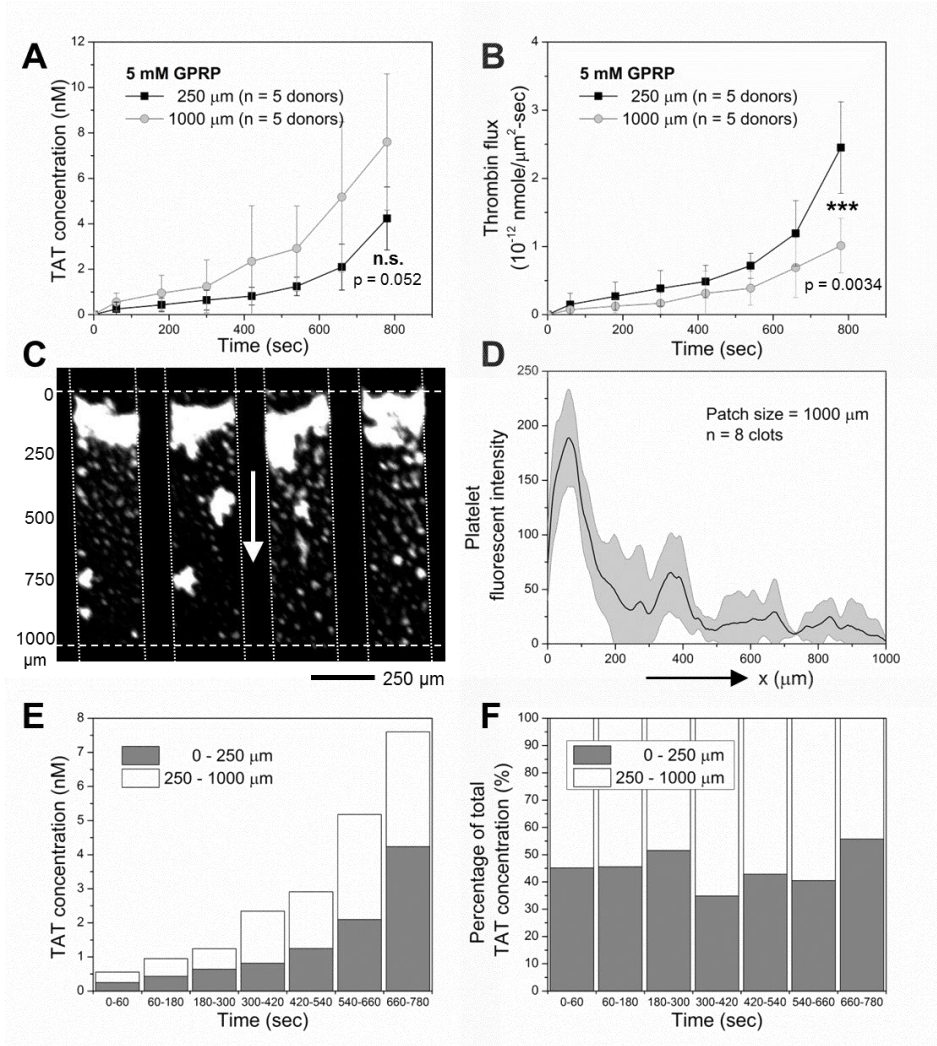 A
12
10
8
6
4
2
0
TAT concentration (nM)
5 mM GPRP
250 μm (n = 5 donors)
1000 μm (n = 5 donors)
n.s.
p = 0.052
200
400
600
800
Time (sec)
B
4
3
2
1
0
Thrombin flux
(10⁻¹² nmole/μm²-sec)
5 mM GPRP
250 μm (n = 5 donors)
1000 μm (n = 5 donors)
***
p = 0.0034
200
400
600
800
Time (sec)
C
0
250
500
750
1000
μm
250 μm
D
250
200
150
100
50
0
Platelet
fluorescent intensity
Patch size = 1000 μm
n = 8 clots
0
200
400
600
800
1000
x (μm)
E
8
7
6
5
4
3
2
1
0
TAT concentration (nM)
0 - 250 μm
250 - 1000 μm
0-60
60-180
180-300
300-420
420-540
540-660
660-780
Time (sec)
F
100
90
80
70
60
50
40
30
20
10
0
Percentage of total
TAT concentration (%)
0 - 250 μm
250 - 1000 μm
0-60
60-180
180-300
300-420
420-540
540-660
660-780
Time (sec)